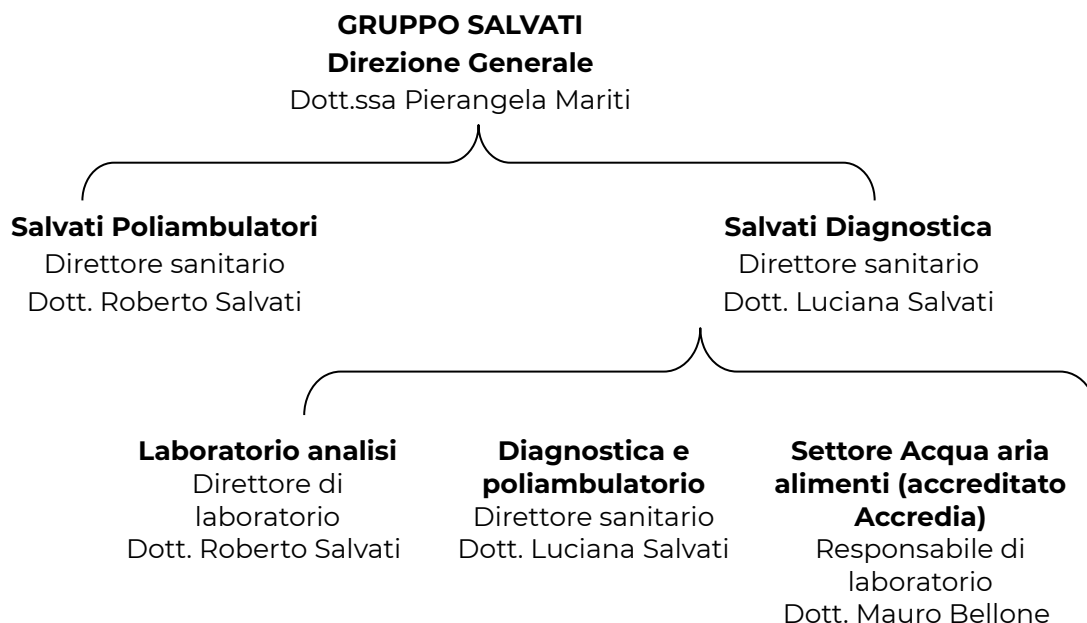 GRUPPO SALVATI
Direzione Generale
Dott.ssa Pierangela Mariti
Salvati Poliambulatori
Direttore sanitario
Dott. Roberto Salvati
Salvati Diagnostica
Direttore sanitario
Dott. Luciana Salvati
Laboratorio analisi
Direttore di
laboratorio
Dott. Roberto Salvati
Diagnostica e
poliambulatorio
Direttore sanitario
Dott. Luciana Salvati
Settore Acqua aria
alimenti (accreditato
Accredia)
Responsabile di
laboratorio
Dott. Mauro Bellone